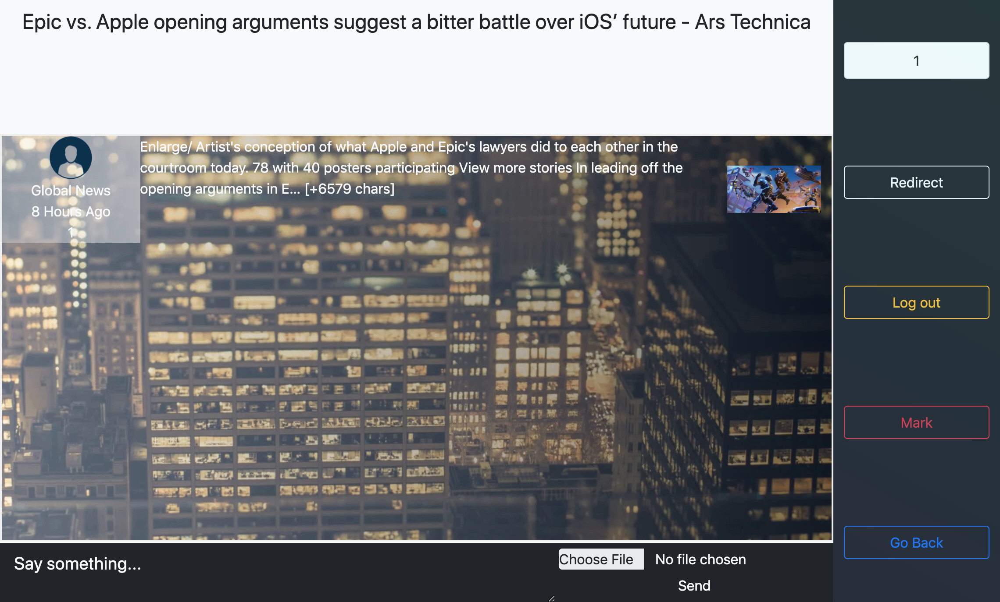 Epic vs. Apple opening arguments suggest a bitter battle over iOS’ future - Ars Technica
1
Enlarge/ Artist's conception of what Apple and Epic's lawyers did to each other in the
courtroom today. 78 with 40 posters participating View more stories In leading off the
opening arguments in E... [+6579 chars]
Global News
8 Hours Ago
1
Redirect
Log out
Mark
Go Back
Say something...
Choose File No file chosen
Send